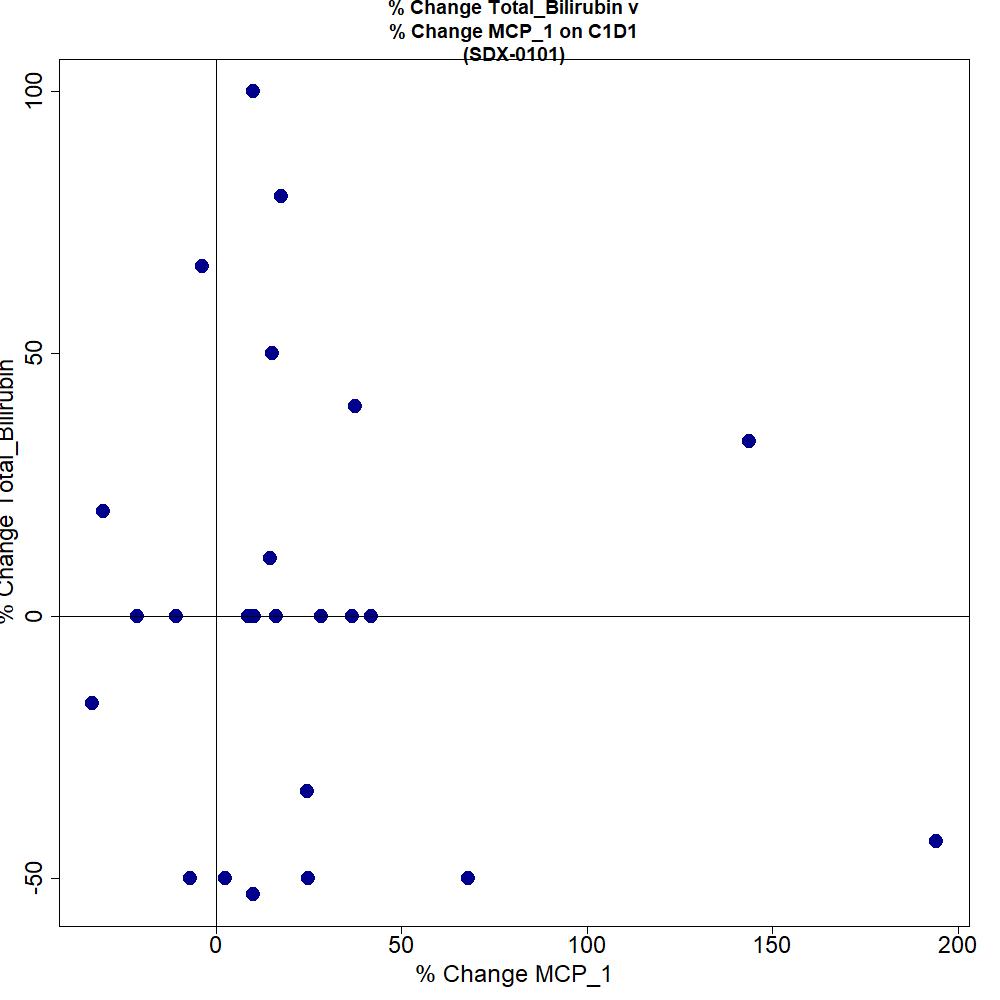 % Change Total_Bilirubin v
% Change MCP_1 on C1D1
(SDX-0101)
100
50
0
-50
% Change Total_Bilirubin
0
50
100
150
200
% Change MCP_1